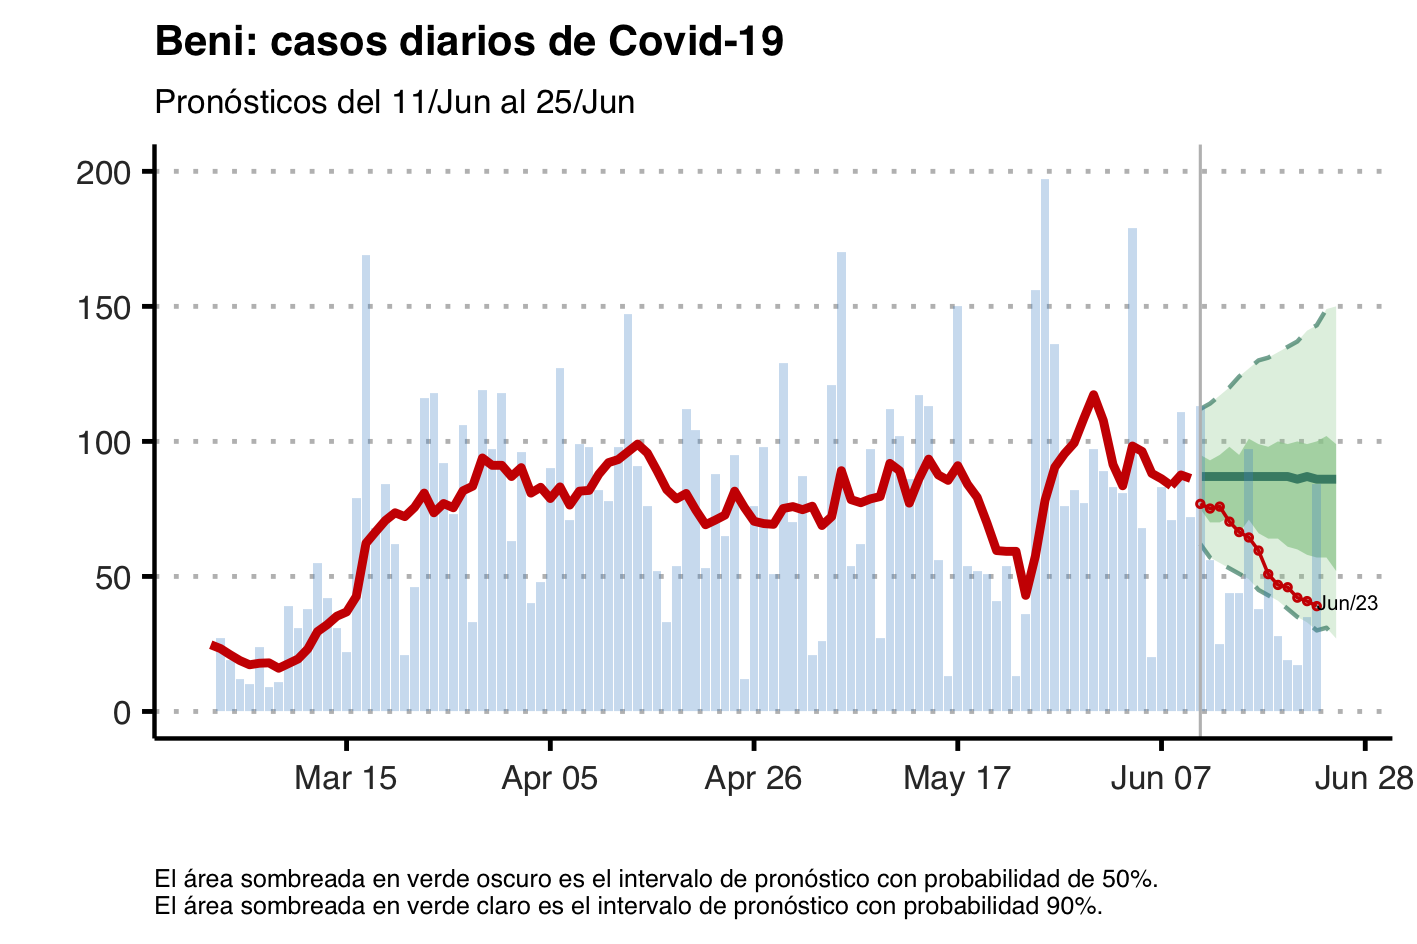 Beni: casos diarios de Covid-19
Pronósticos del 11/Jun al 25/Jun
200
150
100
50
0
Jun/23
Mar 15 Apr 05 Apr 26 May 17 Jun 07 Jun 28
El área sombreada en verde oscuro es el intervalo de pronóstico con probabilidad de 50%.
El área sombreada en verde claro es el intervalo de pronóstico con probabilidad 90%.